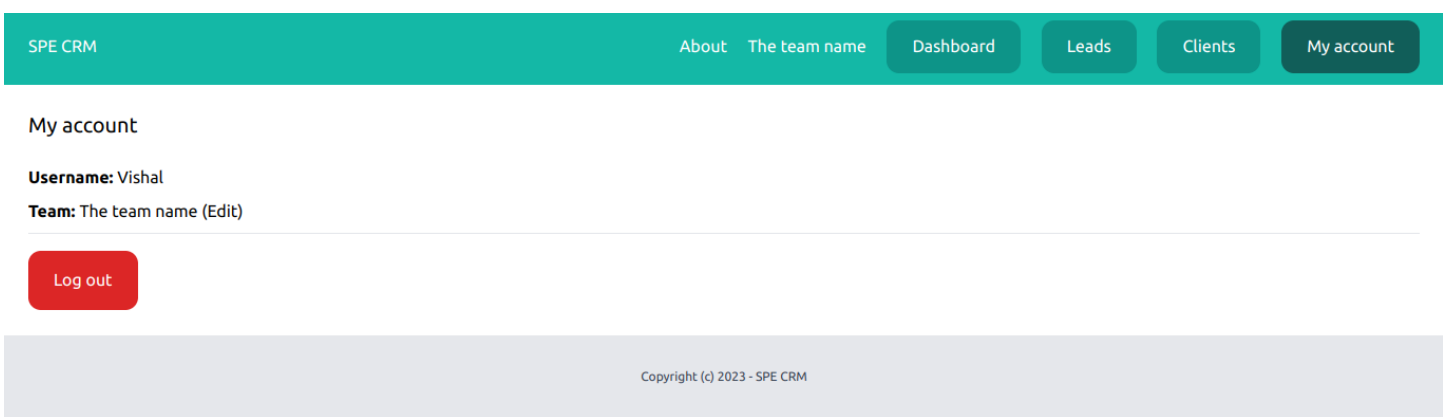 SPE CRM About The team name Dashboard Leads Clients My account
My account
Username: Vishal
Team: The team name (Edit)
Log out
Copyright (c) 2023 - SPE CRM